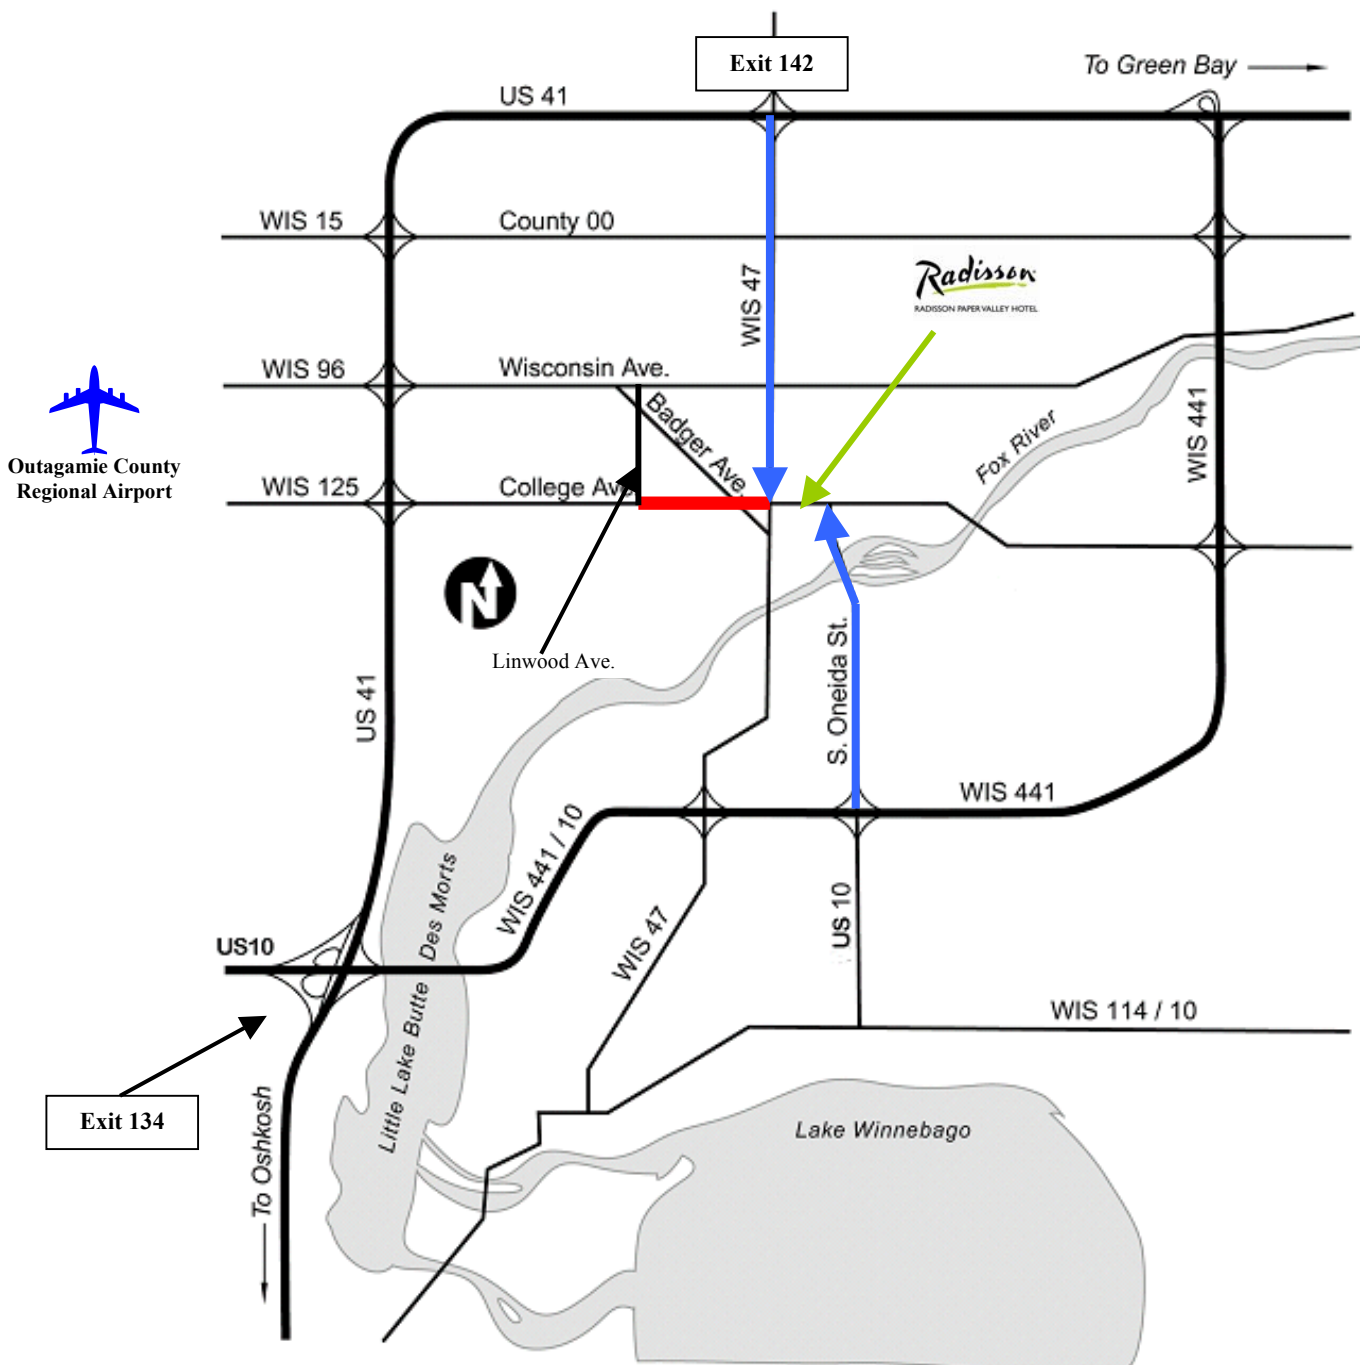 Exit 142
To Green Bay
US 41
WIS 15
County 00
WIS 47
Radisson
RADISSON PAPER VALLEY HOTEL
WIS 96
Wisconsin Ave.
Badger Ave.
Fox River
WIS 441
Outagamie County
Regional Airport
WIS 125
College Ave
N
Linwood Ave.
US 41
S. Oneida St.
WIS 441
WIS 441 / 10
Little Lake Butte Des Morts
US10
WIS 47
US 10
WIS 114 / 10
Exit 134
To Oshkosh
Lake Winnebago